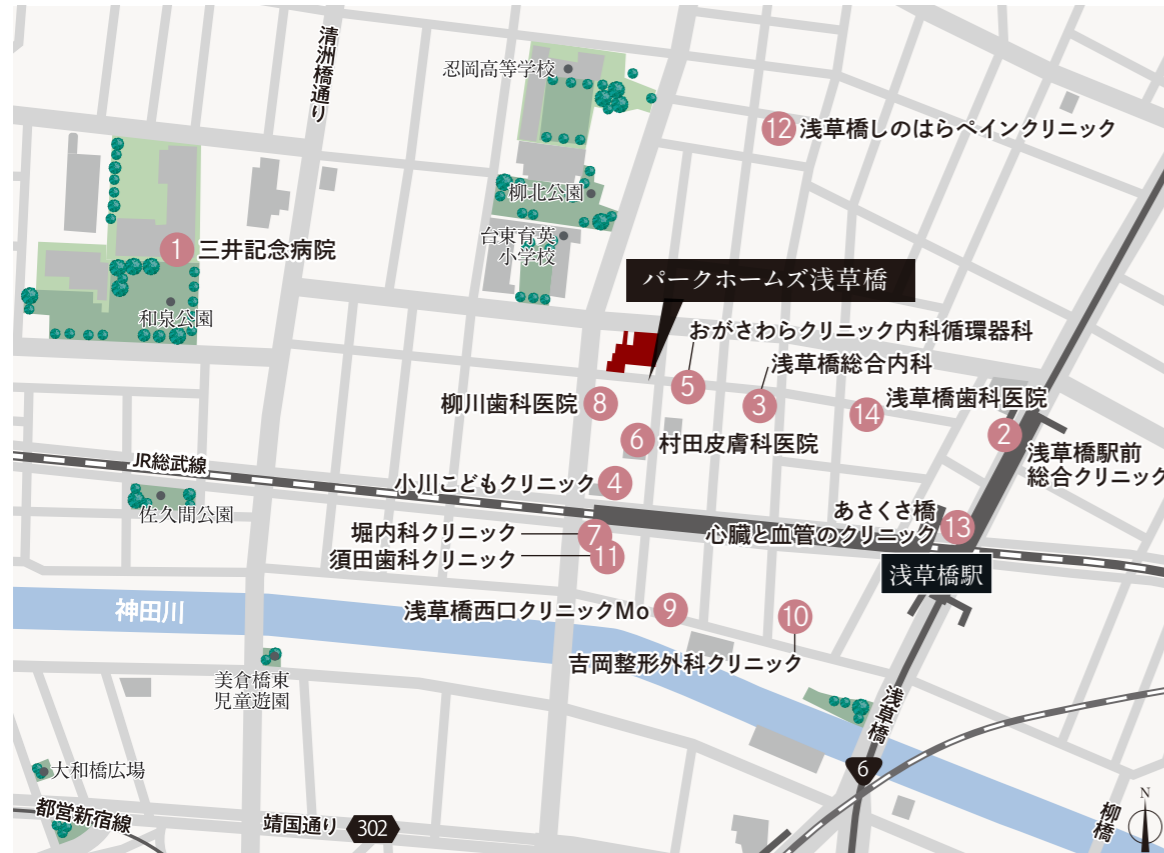 清洲橋通り
忍岡高等学校
12 浅草橋しのはらペインクリニック
柳北公園
台東育英
小学校
1 三井記念病院
パークホームズ浅草橋
和泉公園
おがさわらクリニック内科循環器科
5
浅草橋総合内科
3
浅草橋歯科医院
14
柳川歯科医院 8
2
浅草橋駅前
総合クリニック
6 村田皮膚科医院
JR総武線
小川こどもクリニック 4
佐久間公園
あさくさ橋
心臓と血管のクリニック
13
堀内科クリニック 7
須田歯科クリニック 11
浅草橋駅
神田川
浅草橋西口クリニックMo 9
10
吉岡整形外科クリニック
美倉橋東
児童遊園
浅草橋
6
大和橋広場
都営新宿線
靖国通り 302
柳橋
N